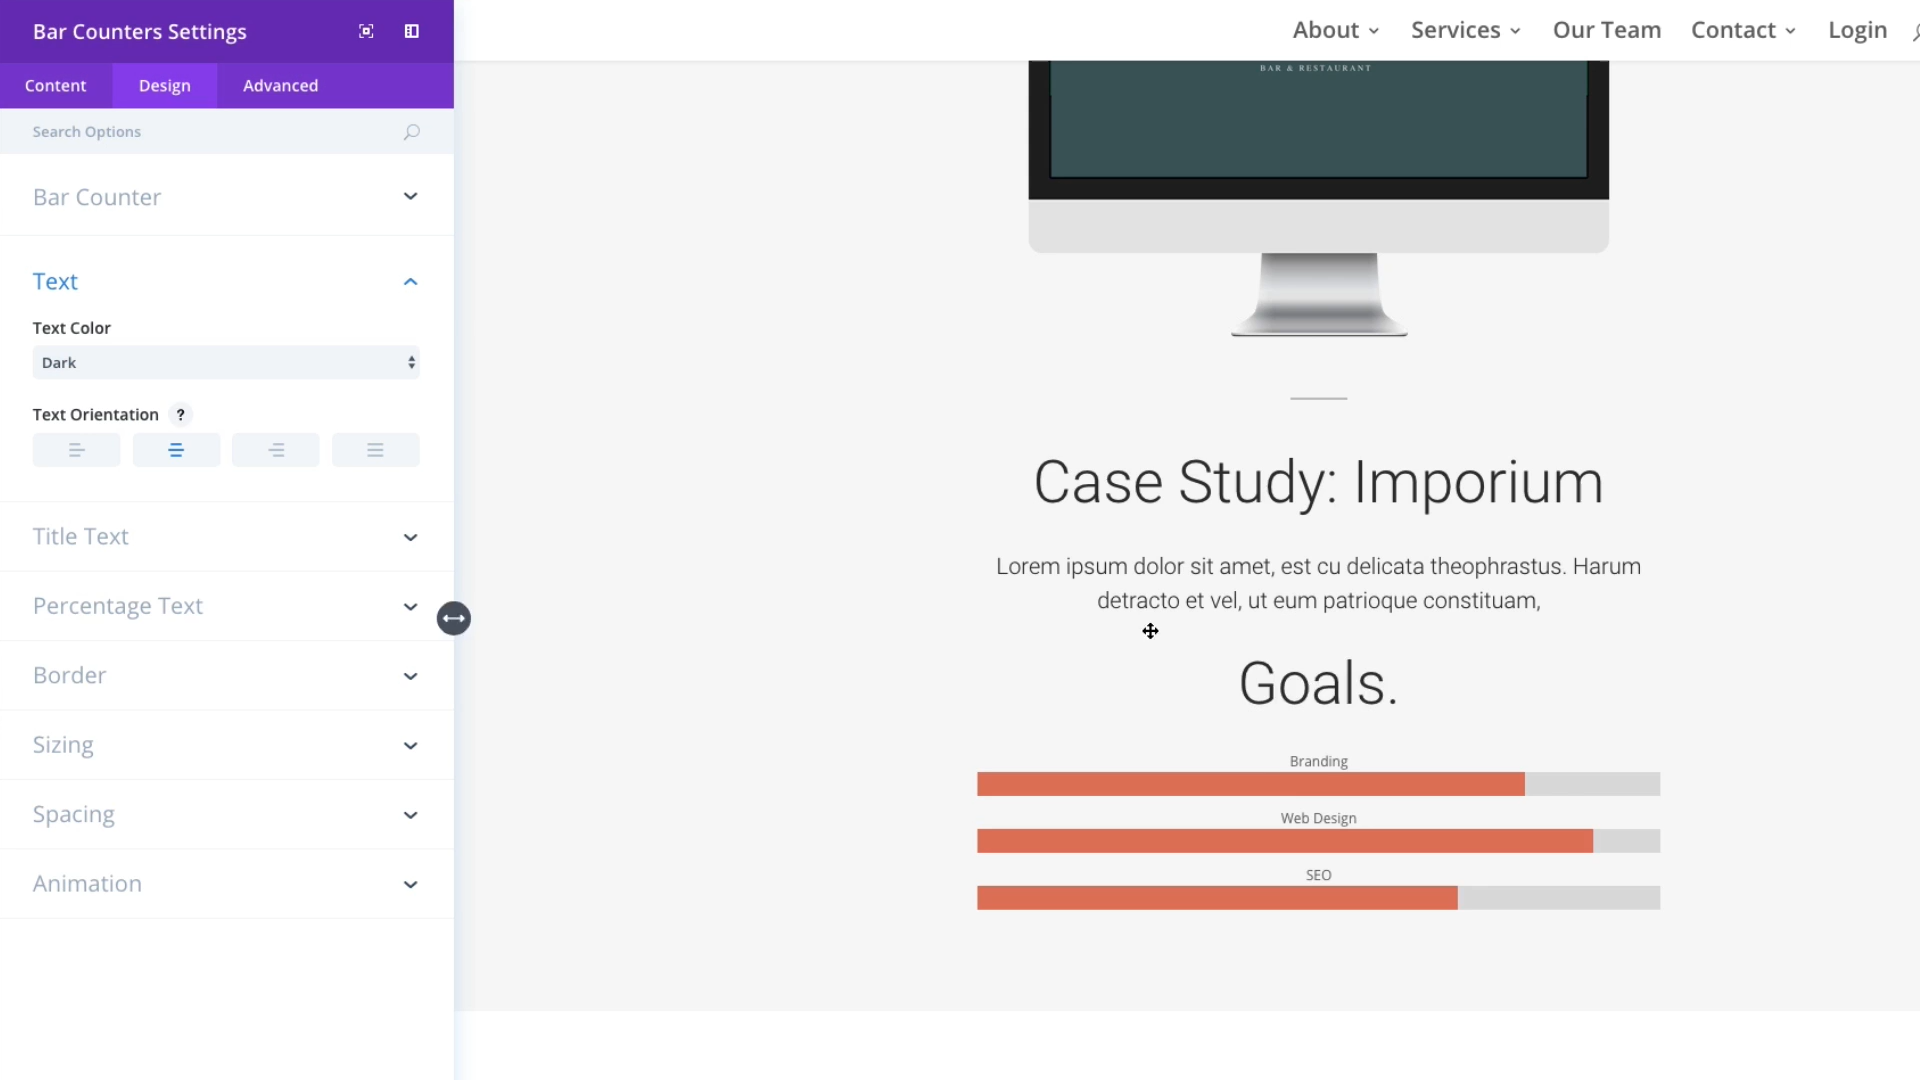 Bar Counters Settings
Content
Design
Advanced
Search Options
Bar Counter
Text
Text Color
Dark
Text Orientation ?
Title Text
Percentage Text
Border
Sizing
Spacing
Animation
About
Services
Our Team
Contact
Login
BAR & RESTAURANT
Case Study: Imporium
Lorem ipsum dolor sit amet, est cu delicata theophrastus. Harum
detracto et vel, ut eum patrioque constituam,
Goals.
Branding
Web Design
SEO